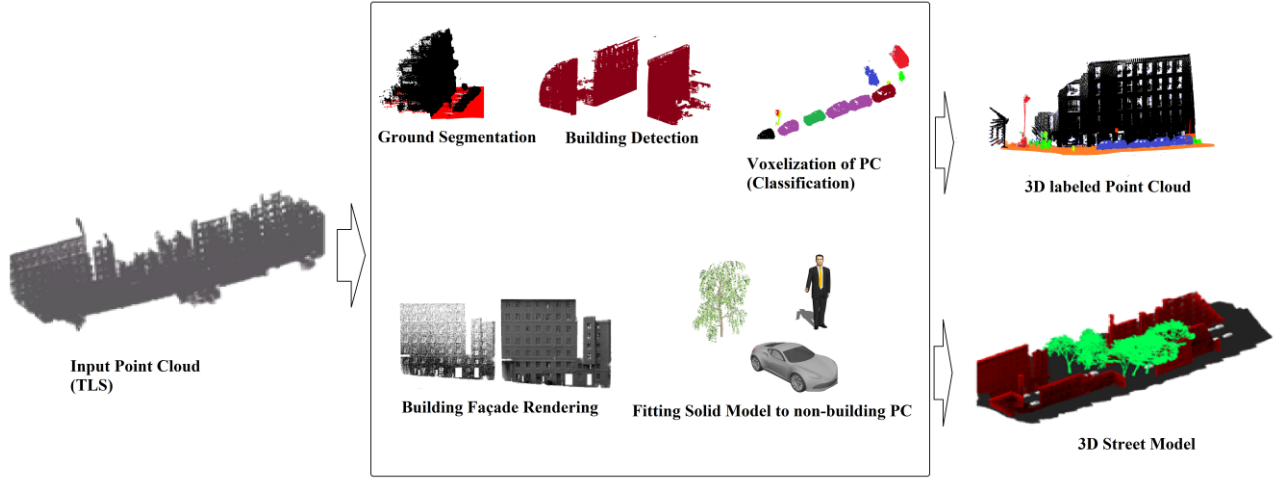 Ground Segmentation
Building Detection
Voxelization of PC
(Classification)
3D labeled Point Cloud
Input Point Cloud
(TLS)
Building Façade Rendering
Fitting Solid Model to non-building PC
3D Street Model